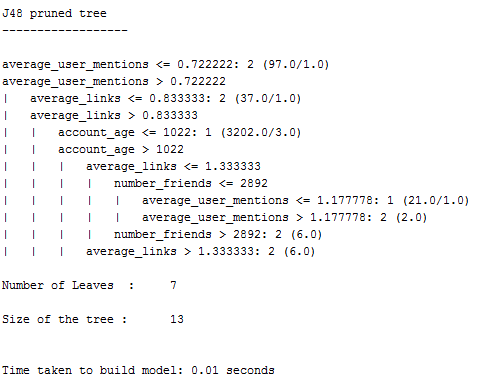 J48 pruned tree
------------------
average_user_mentions <= 0.722222: 2 (97.0/1.0)
average_user_mentions > 0.722222
|   average_links <= 0.833333: 2 (37.0/1.0)
|   average_links > 0.833333
|   |   account_age <= 1022: 1 (3202.0/3.0)
|   |   account_age > 1022
|   |   |   average_links <= 1.333333
|   |   |   |   number_friends <= 2892
|   |   |   |   |   average_user_mentions <= 1.177778: 1 (21.0/1.0)
|   |   |   |   |   average_user_mentions > 1.177778: 2 (2.0)
|   |   |   |   number_friends > 2892: 2 (6.0)
|   |   |   average_links > 1.333333: 2 (6.0)
Number of Leaves  :     7
Size of the tree :      13
Time taken to build model: 0.01 seconds